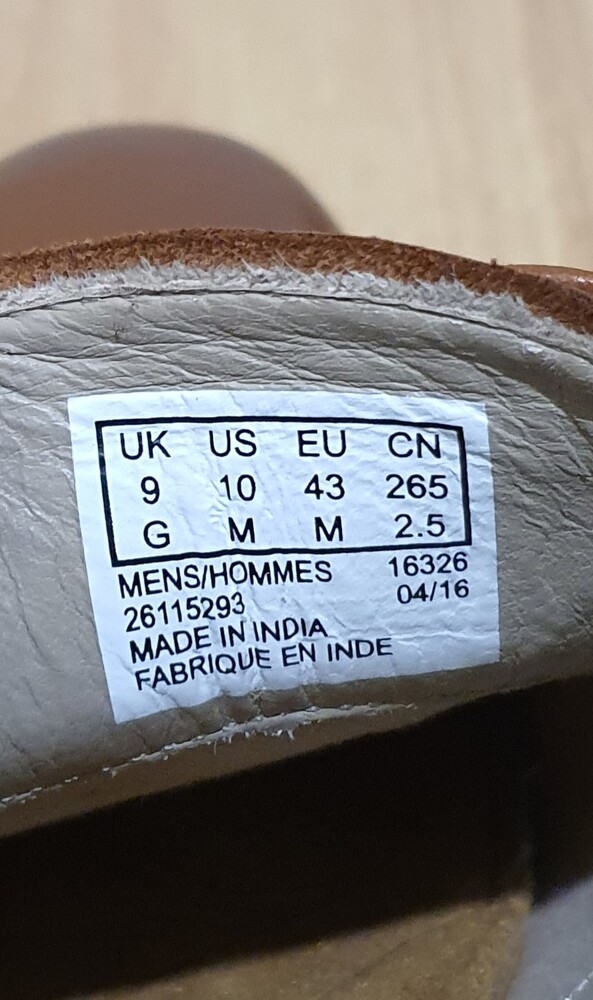 UK US EU CN
9 10 43 265
G M M 2.5
MENS/HOMMES 16326
26115293 04/16
MADE IN INDIA
FABRIQUE EN INDE